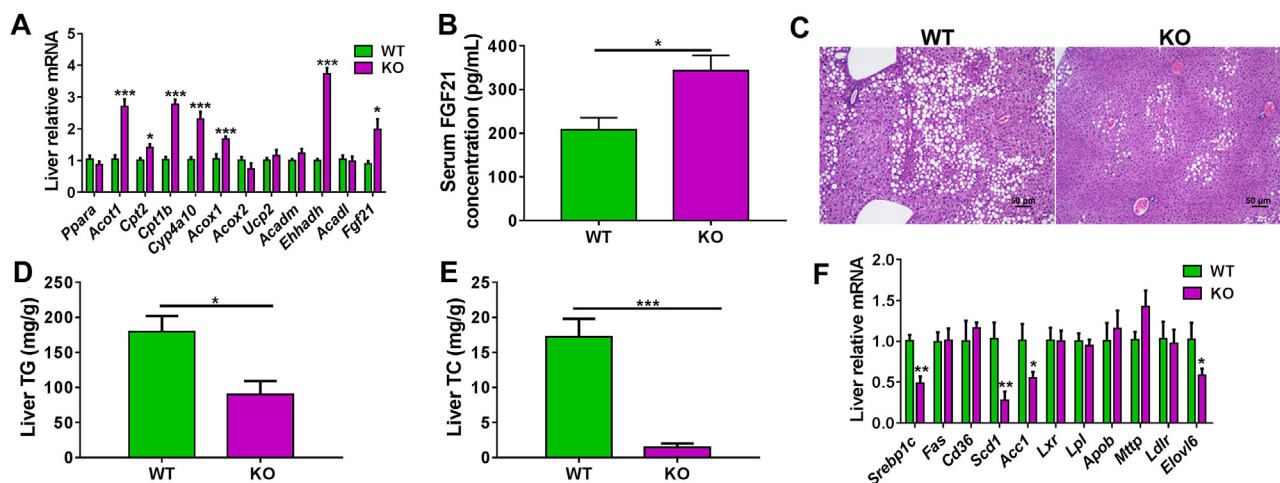 A
Liver relative mRNA
5
4
3
2
1
0
WT
KO
***
*
***
***
***
***
*
Ppara
Acot1
Cpt2
Cpt1b
Cyp4a10
Acox1
Acox2
Ucp2
Acadm
Ehhadh
Acadl
Fgf21
B
Serum FGF21
concentration (pg/mL)
400
300
200
100
0
*
WT
KO
C
WT
KO
50 µm
50 µm
D
Liver TG (mg/g)
250
200
150
100
50
0
*
WT
KO
E
Liver TC (mg/g)
25
20
15
10
5
0
***
WT
KO
F
Liver relative mRNA
2.0
1.5
1.0
0.5
0.0
WT
KO
**
**
*
*
Srebp1c
Fas
Cd36
Scd1
Acc1
Lxr
Lpl
Apob
Mttp
Ldlr
Elovl6